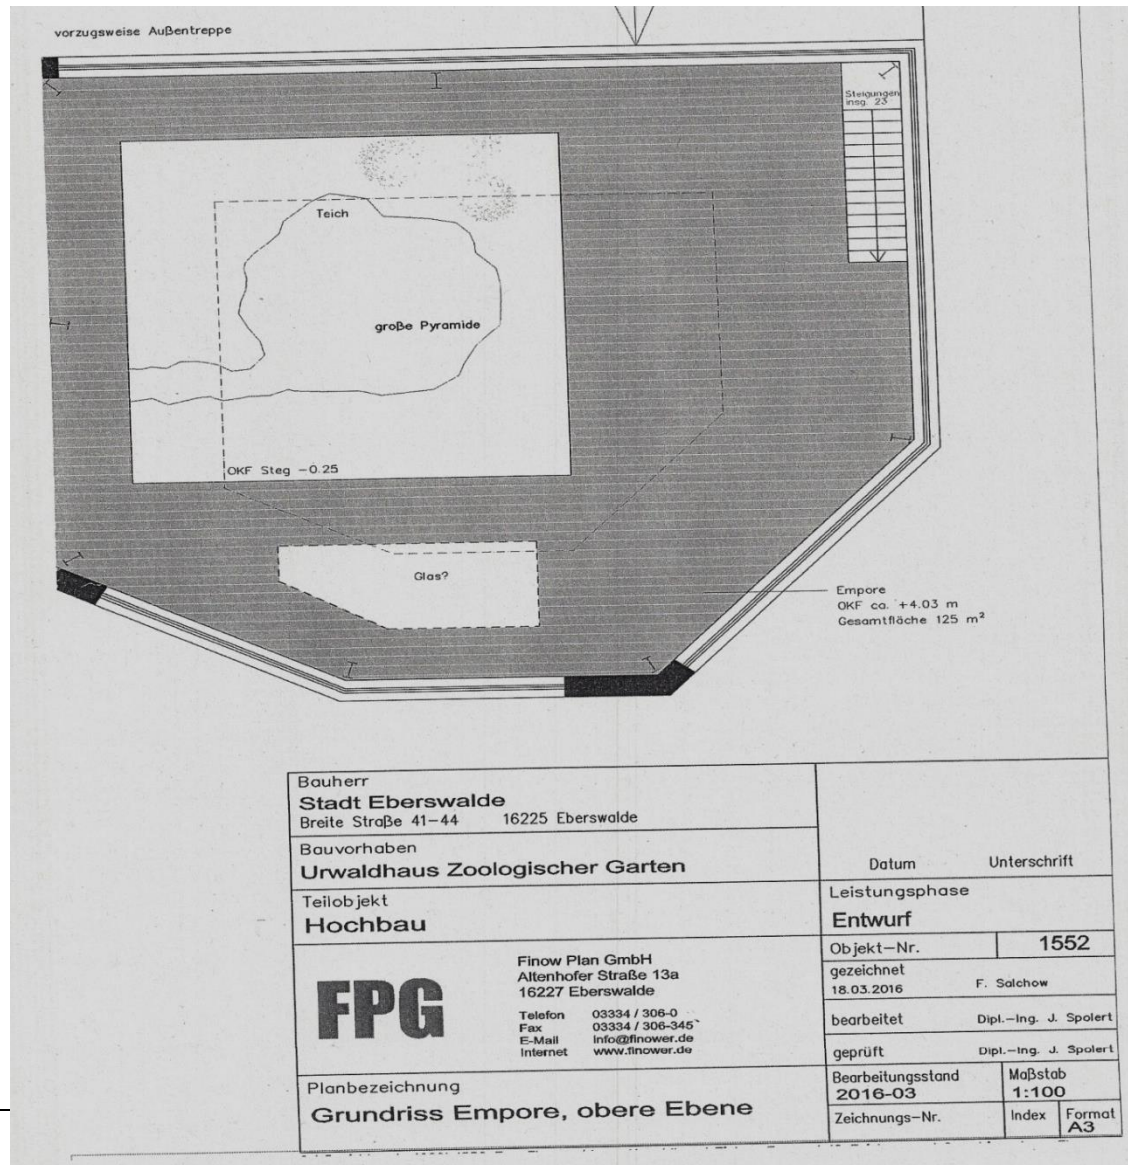 vorzugsweise Außentreppe
Steigungen
insg. 23
Teich
große Pyramide
OKF Steg -0.25
Glas?
Empore
OKF ca. +4.03 m
Gesamtfläche 125 m²
Bauherr
Stadt Eberswalde
Breite Straße 41-44 16225 Eberswalde
Bauvorhaben
Urwaldhaus Zoologischer Garten
Datum Unterschrift
Teilobjekt
Hochbau
Leistungsphase
Entwurf
Objekt-Nr. 1552
FPG
Finow Plan GmbH
Altenhofer Straße 13a
16227 Eberswalde
Telefon 03334 / 306-0
Fax 03334 / 306-345
E-Mail Info@finower.de
Internet www.finower.de
gezeichnet
18.03.2016 F. Salchow
bearbeitet Dipl.-Ing. J. Spolert
geprüft Dipl.-Ing. J. Spolert
Planbezeichnung
Grundriss Empore, obere Ebene
Bearbeitungsstand
2016-03
Maßstab
1:100
Zeichnungs-Nr.
Index
Format
A3